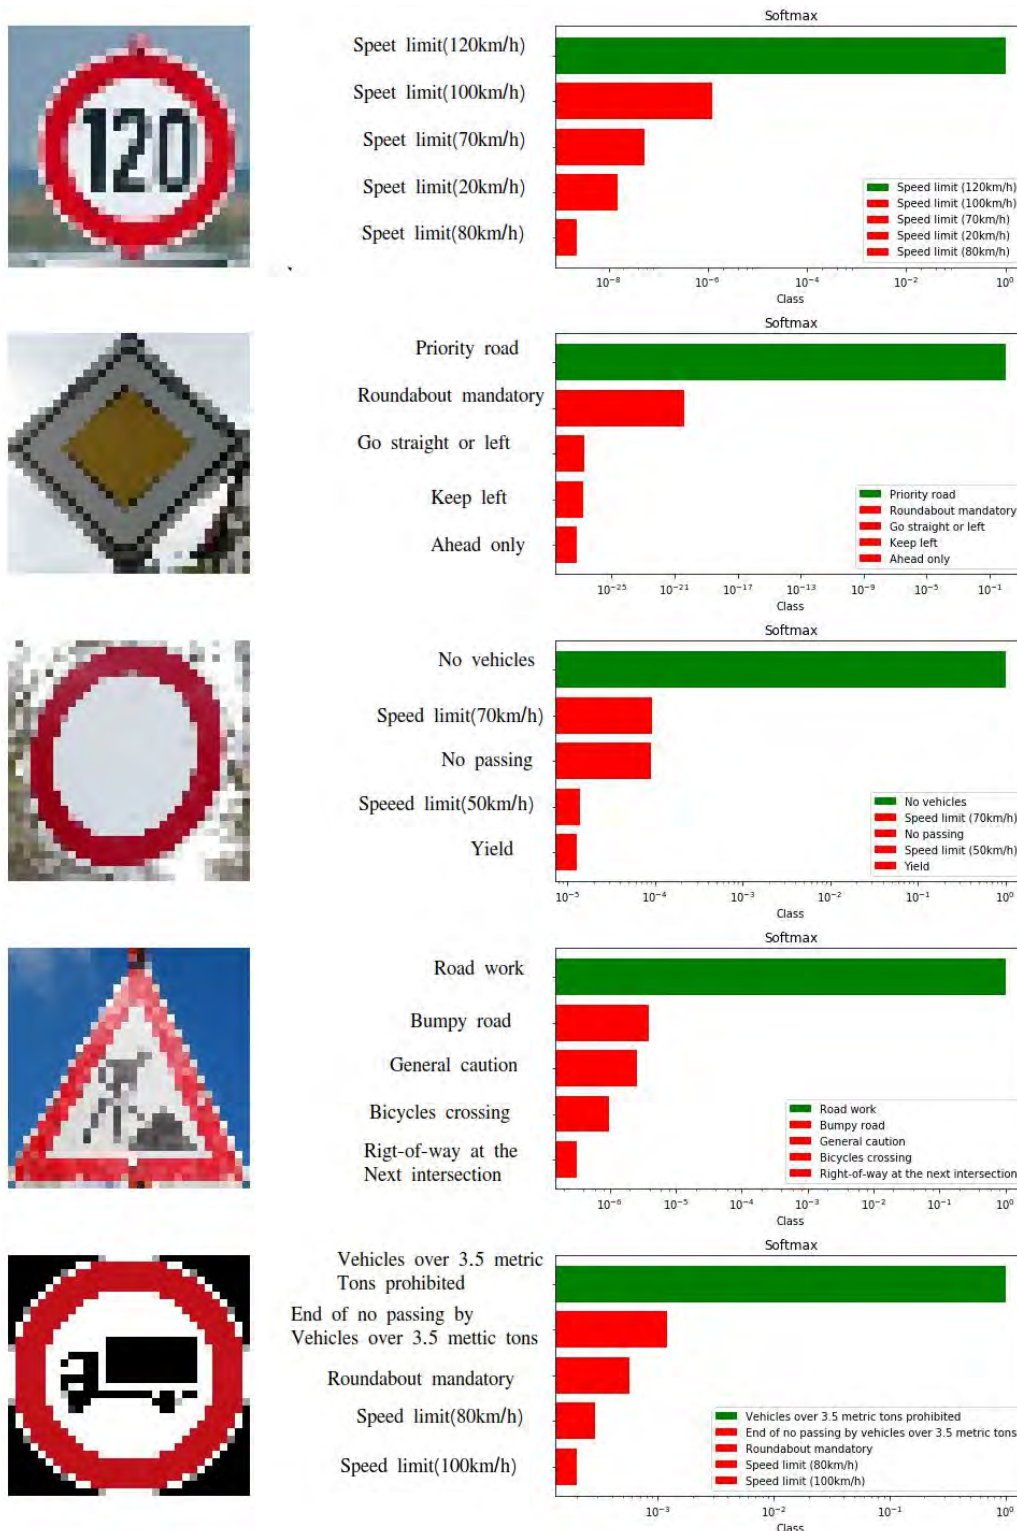 120
Speet limit(120km/h)
Speet limit(100km/h)
Speet limit(70km/h)
Speet limit(20km/h)
Speet limit(80km/h)
Softmax
Speed limit (120km/h)
Speed limit (100km/h)
Speed limit (70km/h)
Speed limit (20km/h)
Speed limit (80km/h)
10⁻⁸ 10⁻⁶ 10⁻⁴ 10⁻² 10⁰
Class
Priority road
Roundabout mandatory
Go straight or left
Keep left
Ahead only
Softmax
Priority road
Roundabout mandatory
Go straight or left
Keep left
Ahead only
10⁻²⁵ 10⁻²¹ 10⁻¹⁷ 10⁻¹³ 10⁻⁹ 10⁻⁵ 10⁻¹
Class
No vehicles
Speed limit(70km/h)
No passing
Speeed limit(50km/h)
Yield
Softmax
No vehicles
Speed limit (70km/h)
No passing
Speed limit (50km/h)
Yield
10⁻⁵ 10⁻⁴ 10⁻³ 10⁻² 10⁻¹ 10⁰
Class
Road work
Bumpy road
General caution
Bicycles crossing
Rigt-of-way at the
Next intersection
Softmax
Road work
Bumpy road
General caution
Bicycles crossing
Right-of-way at the next intersection
10⁻⁶ 10⁻⁵ 10⁻⁴ 10⁻³ 10⁻² 10⁻¹ 10⁰
Class
Vehicles over 3.5 metric
Tons prohibited
End of no passing by
Vehicles over 3.5 mettic tons
Roundabout mandatory
Speed limit(80km/h)
Speed limit(100km/h)
Softmax
Vehicles over 3.5 metric tons prohibited
End of no passing by vehicles over 3.5 metric tons
Roundabout mandatory
Speed limit (80km/h)
Speed limit (100km/h)
10⁻³ 10⁻² 10⁻¹ 10⁰
Class